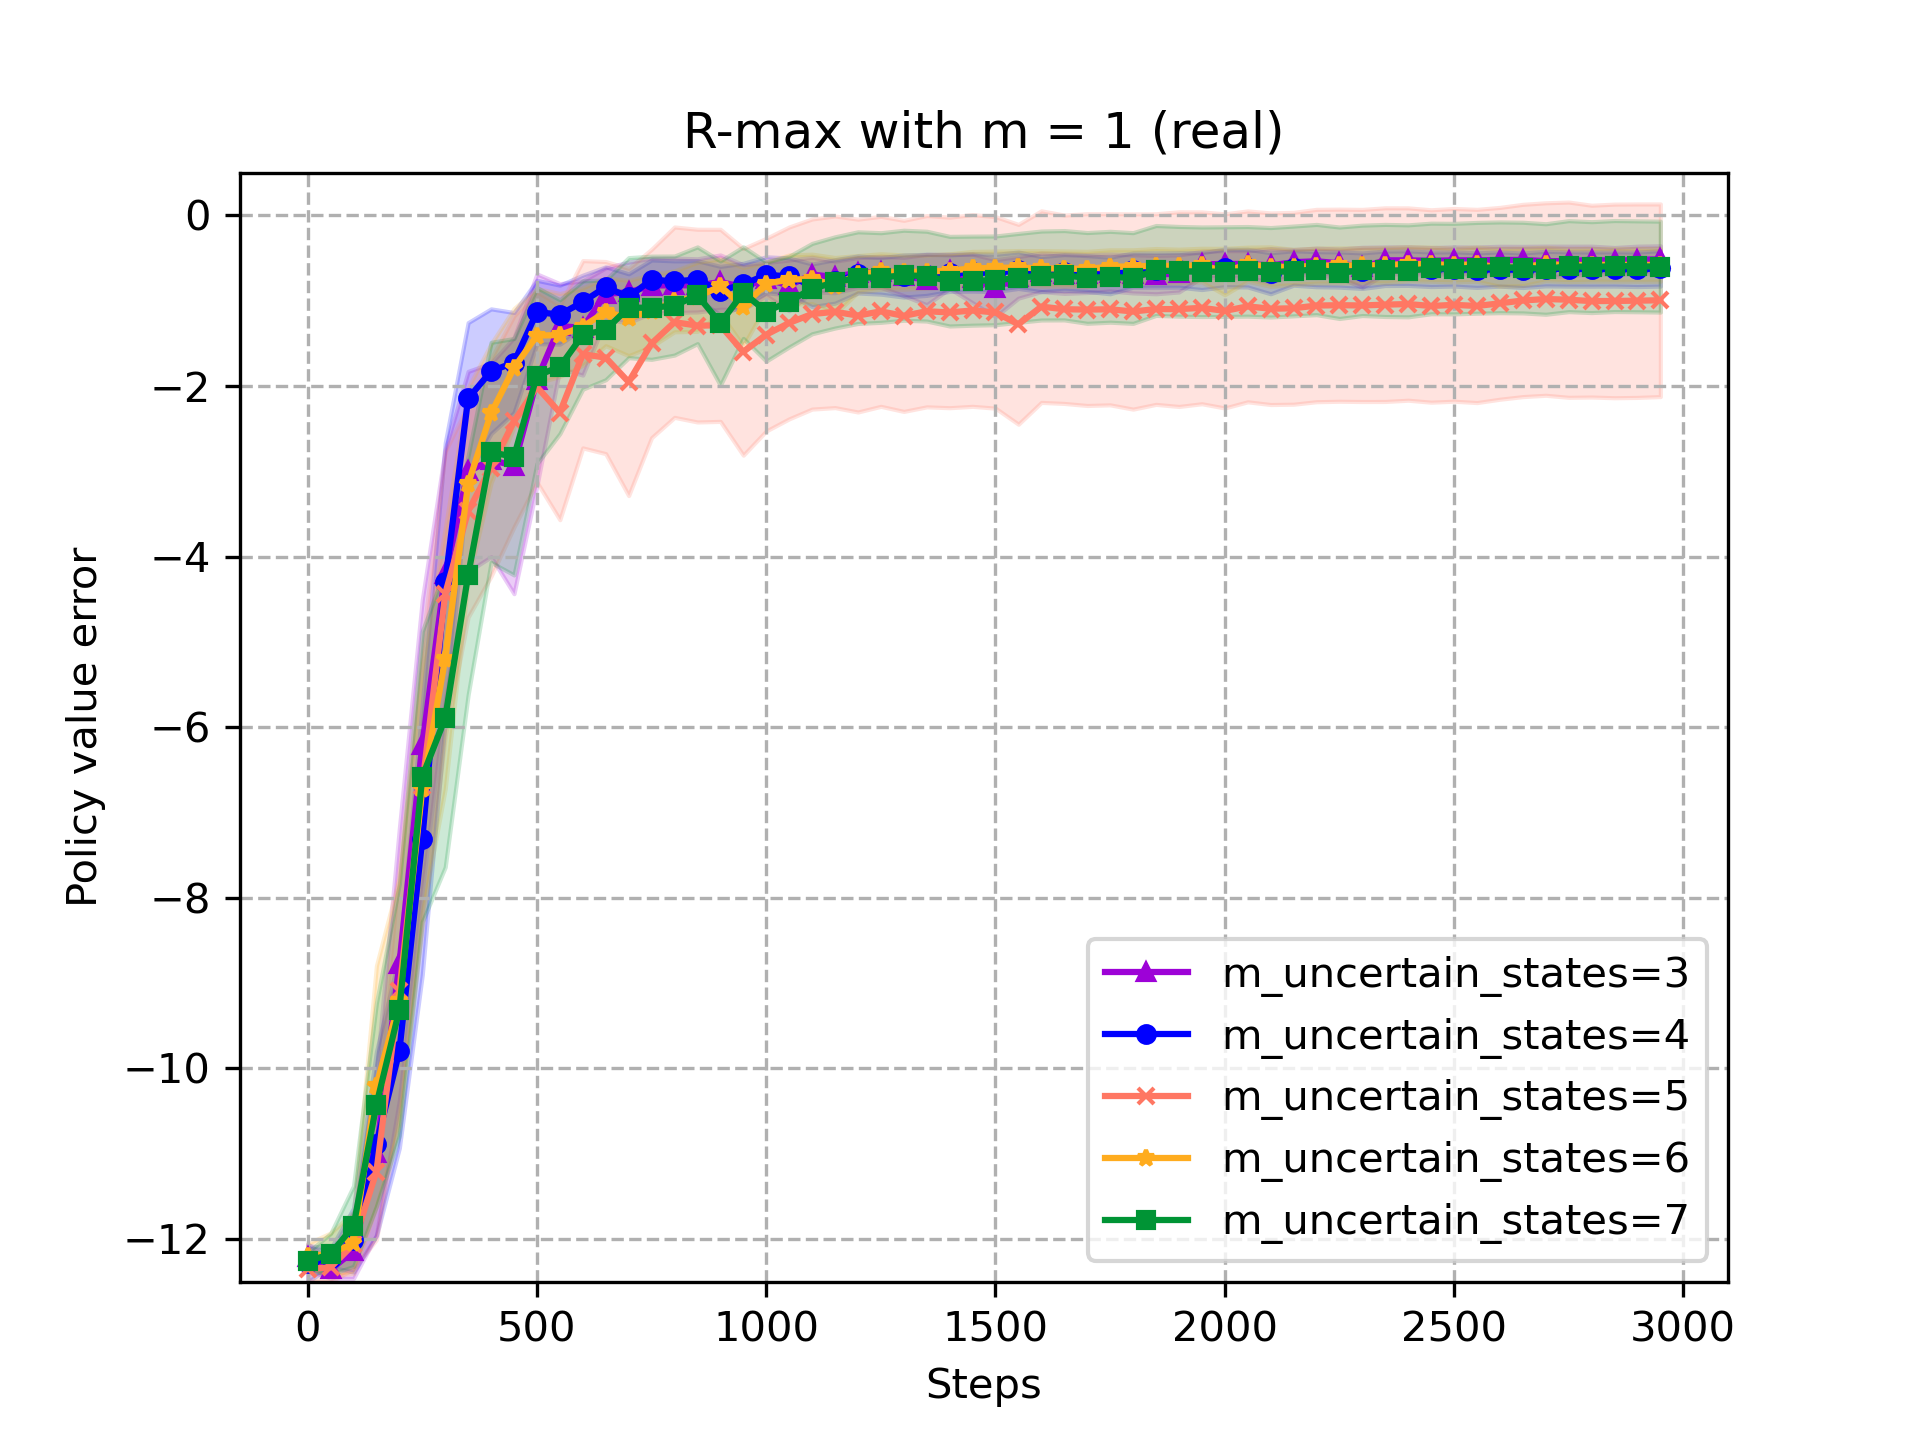 R-max with m = 1 (real)
Policy value error
0
−2
−4
−6
−8
−10
−12
m_uncertain_states=3
m_uncertain_states=4
m_uncertain_states=5
m_uncertain_states=6
m_uncertain_states=7
0 500 1000 1500 2000 2500 3000
Steps